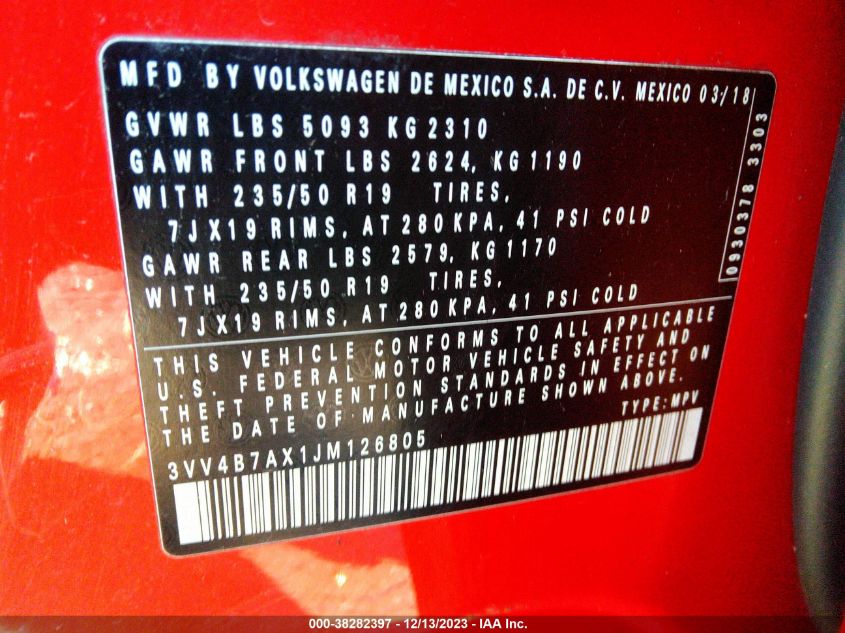 MFD BY VOLKSWAGEN DE MEXICO S.A. DE C.V. MEXICO 03/18
GVWR LBS 5093 KG 2310
GAWR FRONT LBS 2624, KG 1190
WITH 235/50 R19 TIRES,
7JX19 RIMS, AT 280 KPA, 41 PSI COLD
GAWR REAR LBS 2579, KG 1170
WITH 235/50 R19 TIRES,
7JX19 RIMS, AT 280 KPA, 41 PSI COLD
0930378 3303
THIS VEHICLE CONFORMS TO ALL APPLICABLE
U.S. FEDERAL MOTOR VEHICLE SAFETY AND
THEFT PREVENTION STANDARDS IN EFFECT ON
THE DATE OF MANUFACTURE SHOWN ABOVE.
TYPE: MPV
3VV4B7AX1JM126805
000-38282397 - 12/13/2023 - IAA Inc.